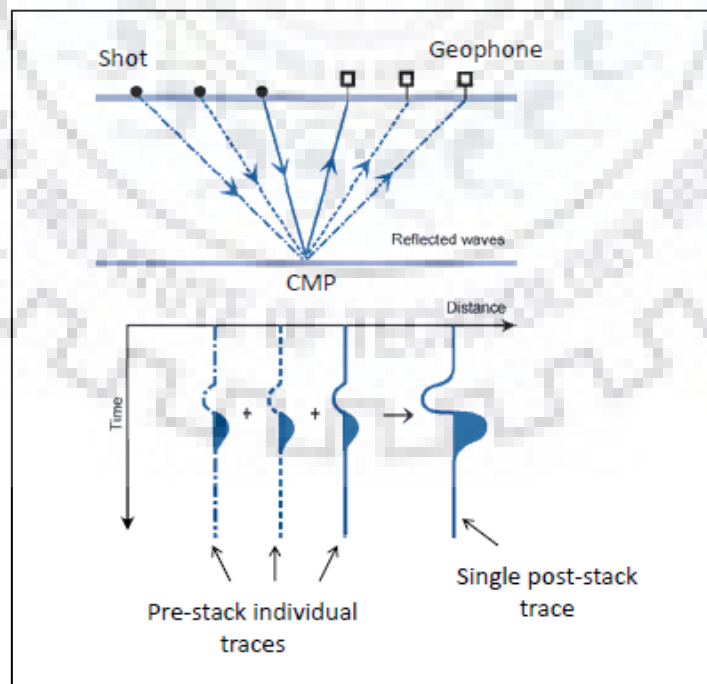 Shot
Geophone
Reflected waves
CMP
Distance
Time
+ + →
Pre-stack individual
traces
Single post-stack
trace